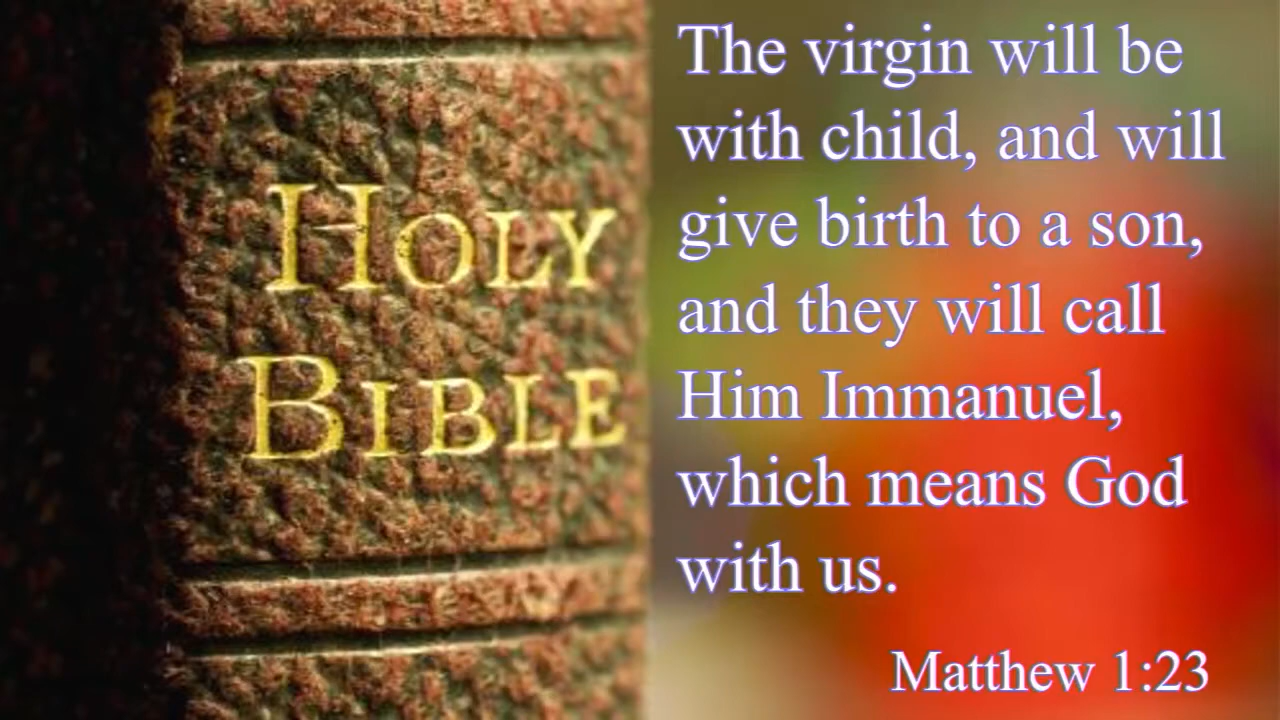 HOLY
BIBLE
The virgin will be
with child, and will
give birth to a son,
and they will call
Him Immanuel,
which means God
with us.
Matthew 1:23